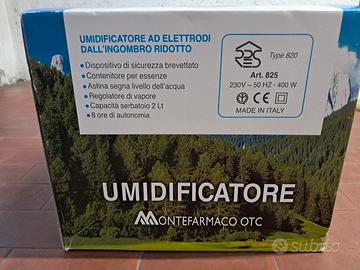 UMIDIFICATORE AD ELETTRODI
DALL'INGOMBRO RIDOTTO
• Dispositivo di sicurezza brevettato
• Contenitore per essenze
• Astina segna livello dell'acqua
• Regolatore di vapore
• Capacità serbatoio 2 Lt
• 8 ore di autonomia
Type 820
Art. 825
230V ~ 50 HZ - 400 W
CE
MADE IN ITALY
UMIDIFICATORE
MONTEFARMACO OTC
subito